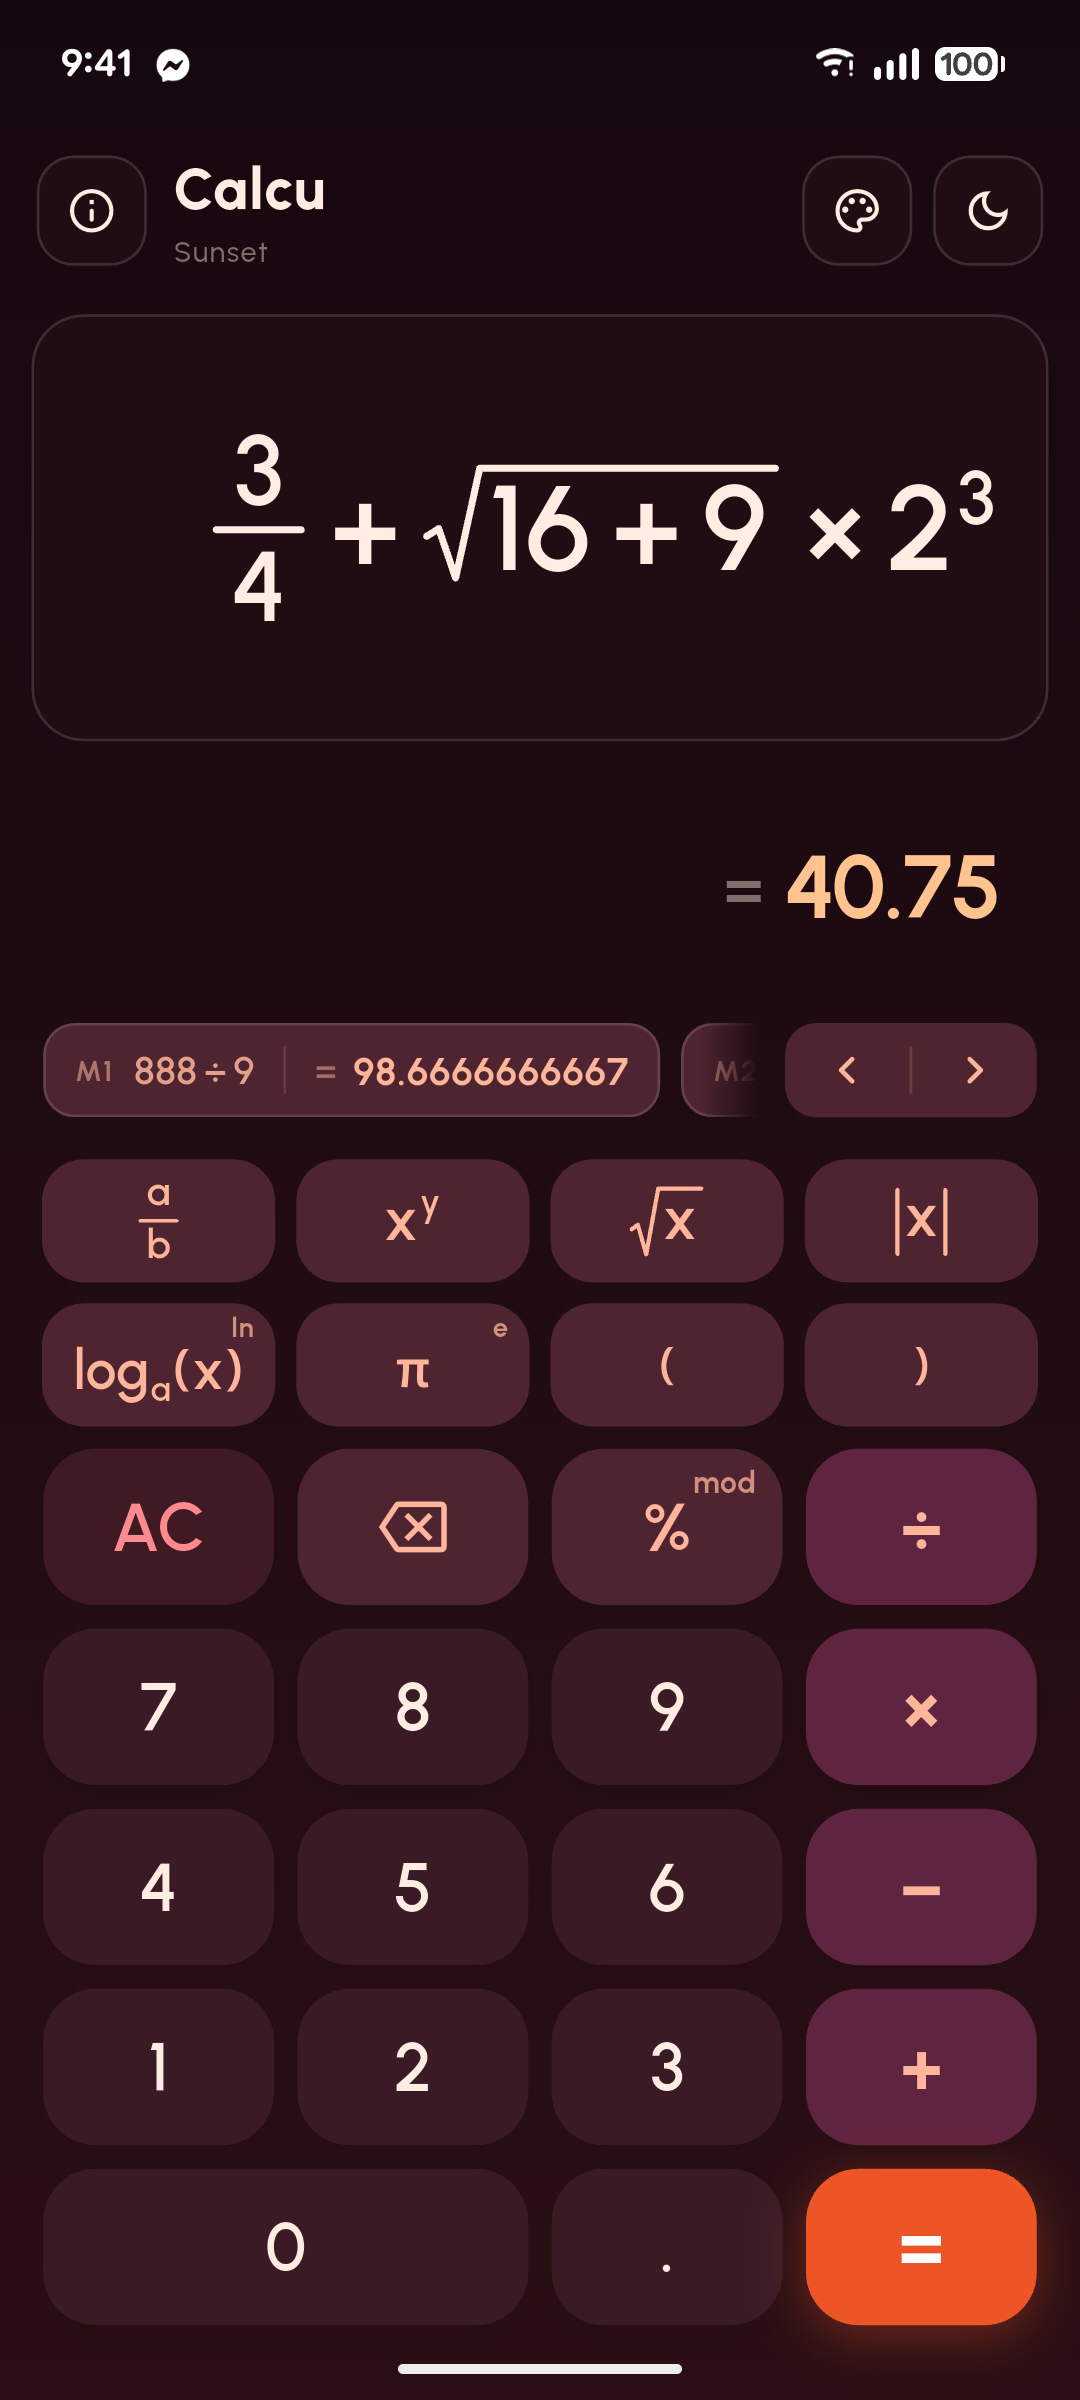 9:41
100
Calcu
Sunset
3/4 + √16 + 9 × 2³
= 40.75
M1 888 ÷ 9 = 98.6666666667
M2
a/b
xʸ
√x
|x|
ln
logₐ(x)
e
π
(
)
AC
mod
%
÷
7
8
9
×
4
5
6
−
1
2
3
+
0
.
=